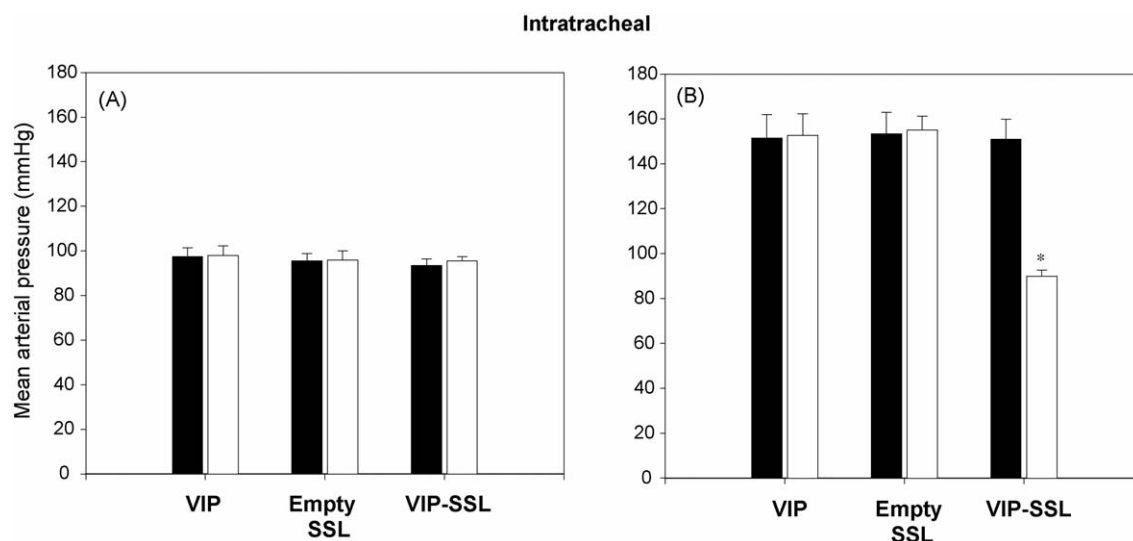 Intratracheal
Mean arterial pressure (mmHg)
(A)
180
160
140
120
100
80
60
40
20
0
VIP
Empty
SSL
VIP-SSL
(B)
180
160
140
120
100
80
60
40
20
0
*
VIP
Empty
SSL
VIP-SSL